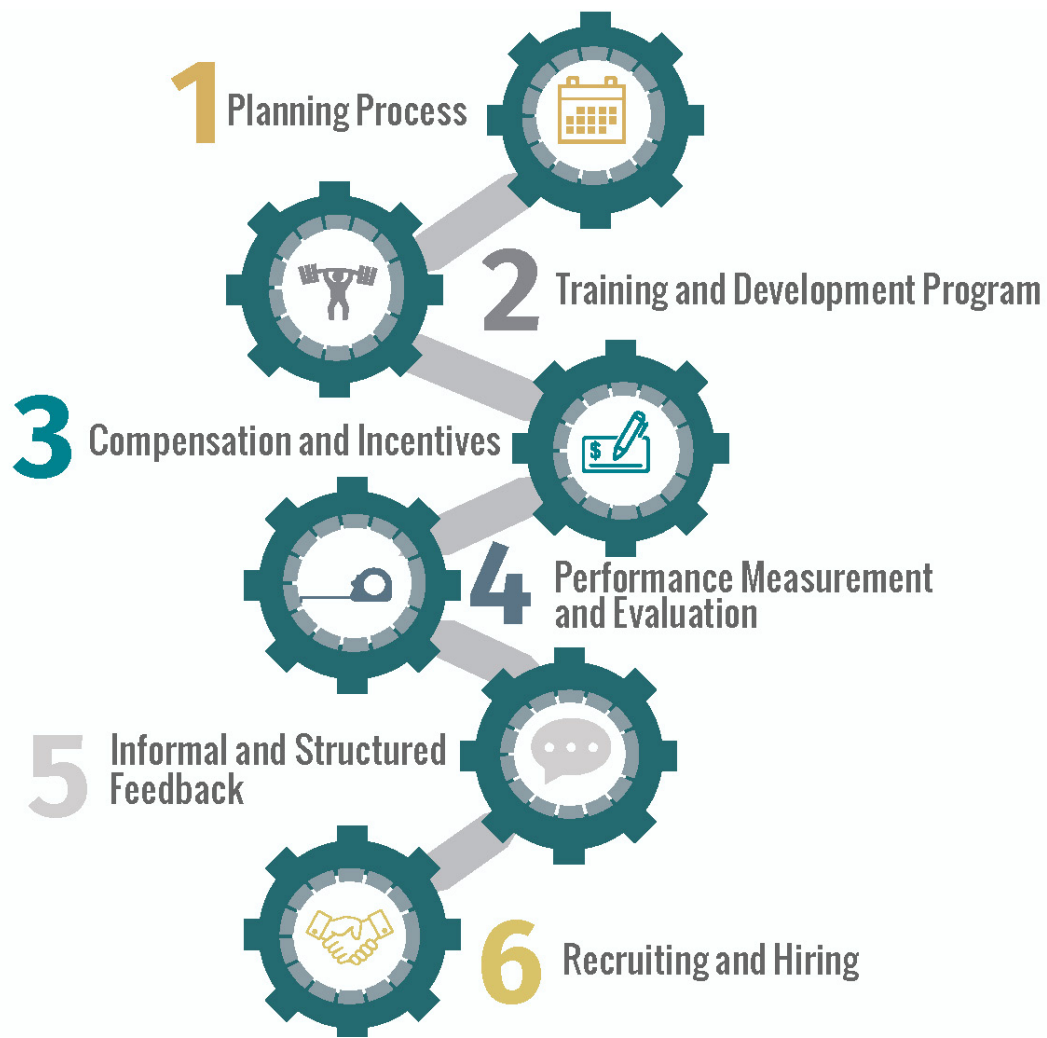 1 Planning Process
2 Training and Development Program
$
3 Compensation and Incentives
4 Performance Measurement
and Evaluation
5 Informal and Structured
Feedback
6 Recruiting and Hiring